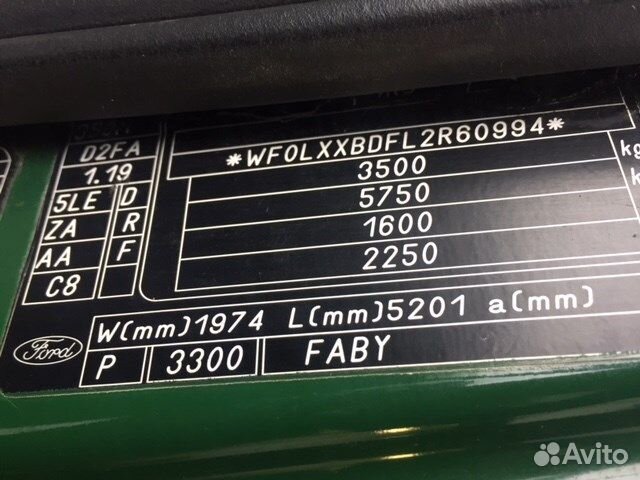 *WF0LXXBDFL2R60994*
D2FA
3500 kg
1.19
5LE D
5750
ZA R
1600
AA F
2250
C8
W(mm)1974 L(mm)5201 a(mm)
Ford
P 3300 FABY
Avito